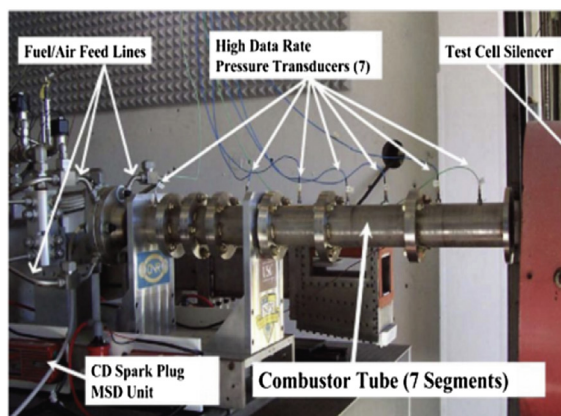 Fuel/Air Feed Lines
High Data Rate
Pressure Transducers (7)
Test Cell Silencer
CD Spark Plug
MSD Unit
Combustor Tube (7 Segments)